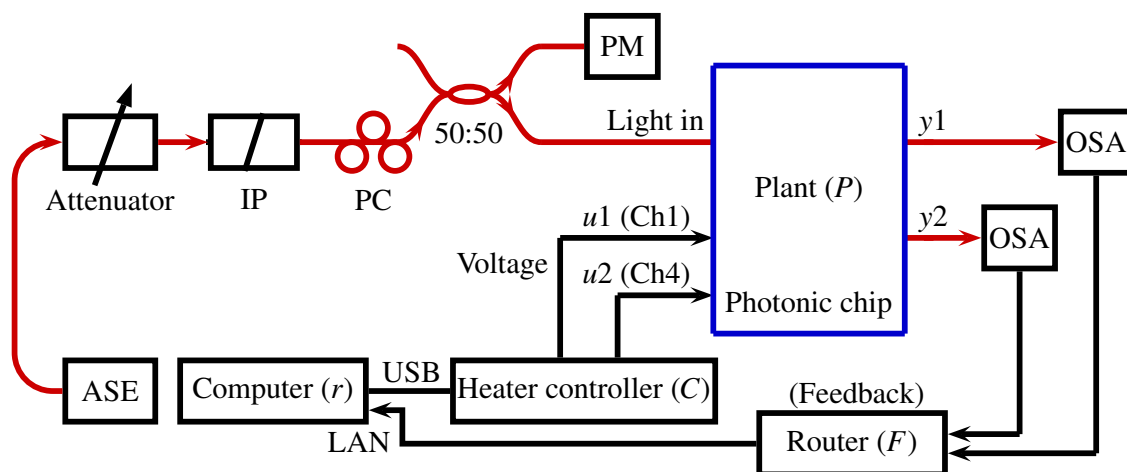 PM
50:50
Light in
y1
OSA
Attenuator
IP
PC
Plant (P)
u1 (Ch1)
y2
OSA
Voltage
u2 (Ch4)
Photonic chip
ASE
Computer (r)
USB
Heater controller (C)
(Feedback)
LAN
Router (F)